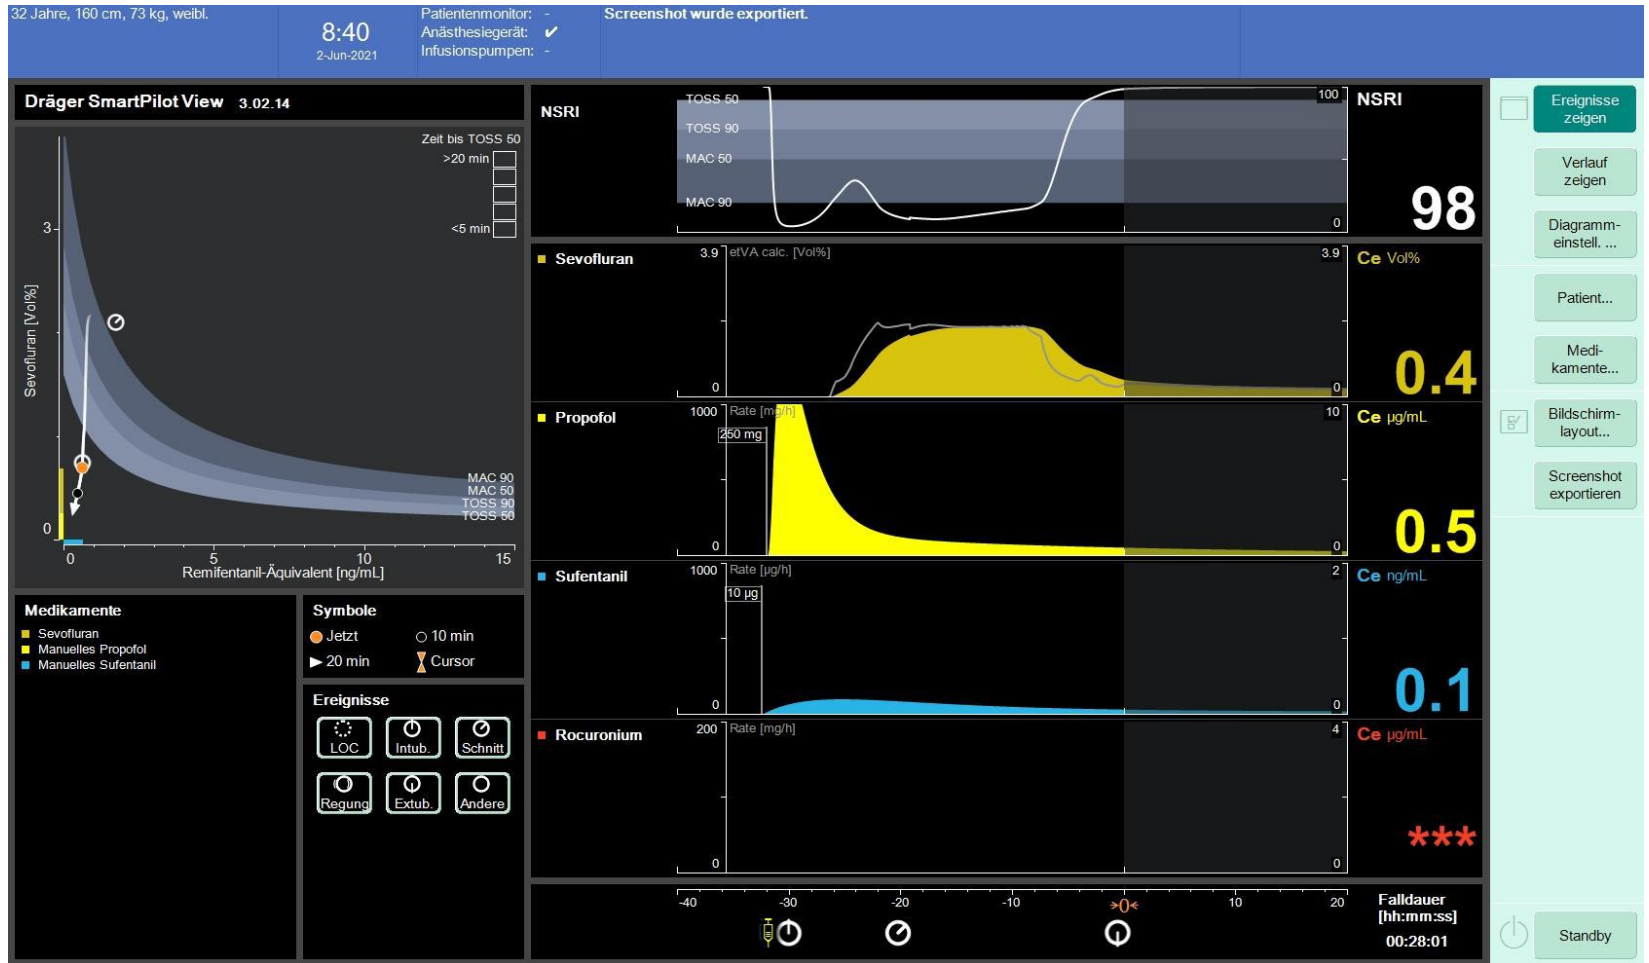 32 Jahre, 160 cm, 73 kg, weibl.
8:40
2-Jun-2021
Patientenmonitor: -
Anästhesiegerät: ✔
Infusionspumpen: -
Screenshot wurde exportiert.
Dräger SmartPilot View 3.02.14
Zeit bis TOSS 50
>20 min
<5 min
3
0
Sevofluran [Vol%]
MAC 90
MAC 50
TOSS 90
TOSS 50
0 5 10 15
Remifentanil-Äquivalent [ng/mL]
Medikamente
Sevofluran
Manuelles Propofol
Manuelles Sufentanil
Symbole
Jetzt
10 min
20 min
Cursor
Ereignisse
LOC
Intub.
Schnitt
Regung
Extub.
Andere
NSRI
TOSS 50
TOSS 90
MAC 50
MAC 90
100
0
NSRI
98
Sevofluran
3.9
etVA calc. [Vol%]
0
3.9
0
Ce Vol%
0.4
Propofol
1000
Rate [mg/h]
250 mg
0
10
0
Ce µg/mL
0.5
Sufentanil
1000
Rate [µg/h]
10 µg
0
2
0
Ce ng/mL
0.1
Rocuronium
200
Rate [mg/h]
0
4
0
Ce µg/mL
***
-40 -30 -20 -10 >0< 10 20
Falldauer
[hh:mm:ss]
00:28:01
Ereignisse
zeigen
Verlauf
zeigen
Diagramm-
einstell. ...
Patient...
Medi-
kamente...
Bildschirm-
layout...
Screenshot
exportieren
Standby